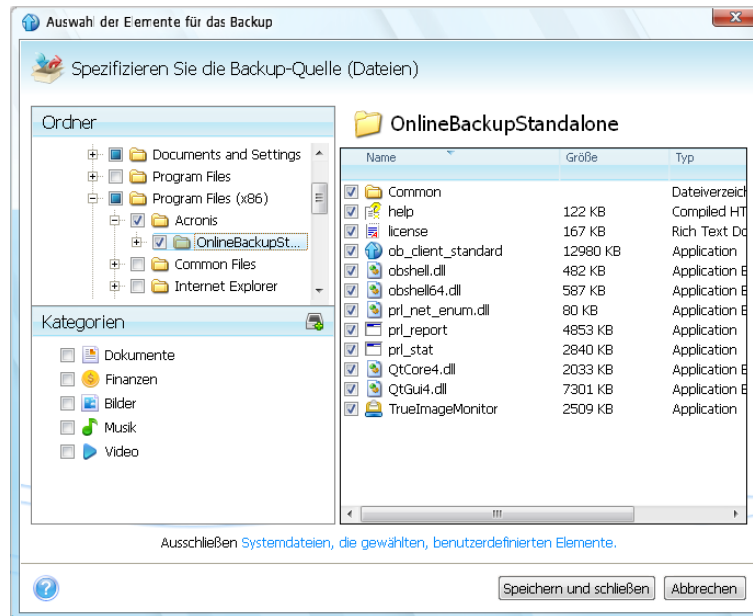 Auswahl der Elemente für das Backup
Spezifizieren Sie die Backup-Quelle (Dateien)
Ordner
Documents and Settings
Program Files
Program Files (x86)
Acronis
OnlineBackupSt...
Common Files
Internet Explorer
Kategorien
Dokumente
Finanzen
Bilder
Musik
Video
OnlineBackupStandalone
Name Größe Typ
Common Dateiverzeich
help 122 KB Compiled HT
license 167 KB Rich Text Do
ob_client_standard 12980 KB Application
obshell.dll 482 KB Application E
obshell64.dll 587 KB Application E
prl_net_enum.dll 80 KB Application E
prl_report 4853 KB Application
prl_stat 2840 KB Application
QtCore4.dll 2033 KB Application E
QtGui4.dll 7301 KB Application E
TrueImageMonitor 2509 KB Application
Ausschließen Systemdateien, die gewählten, benutzerdefinierten Elemente.
Speichern und schließen Abbrechen